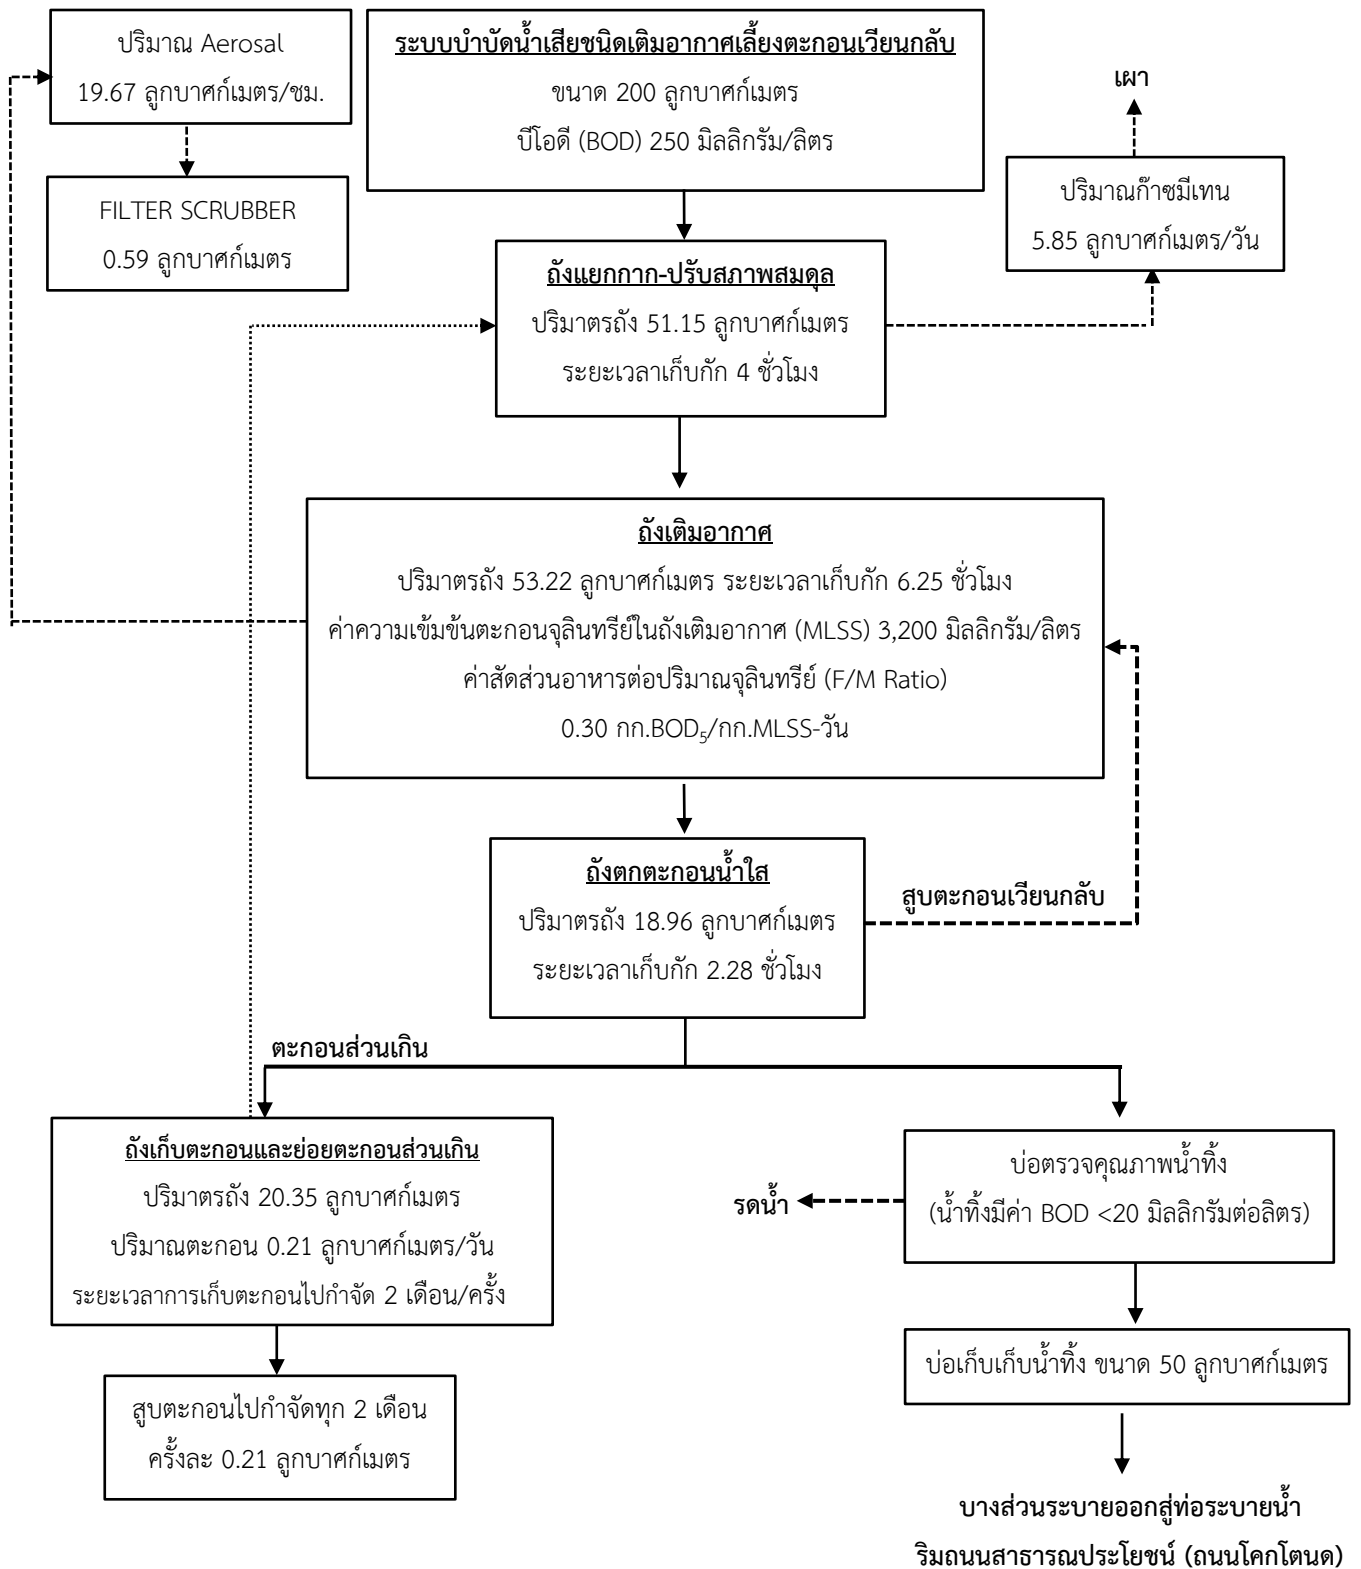 ปริมาณ Aerosal
19.67 ลูกบาศก์เมตร/ชม.
FILTER SCRUBBER
0.59 ลูกบาศก์เมตร
ระบบบำบัดน้ำเสียชนิดเติมอากาศเลี้ยงตะกอนเวียนกลับ
ขนาด 200 ลูกบาศก์เมตร
บีโอดี (BOD) 250 มิลลิกรัม/ลิตร
เผา
ปริมาณก๊าซมีเทน
5.85 ลูกบาศก์เมตร/วัน
ถังแยกกาก-ปรับสภาพสมดุล
ปริมาตรถัง 51.15 ลูกบาศก์เมตร
ระยะเวลาเก็บกัก 4 ชั่วโมง
ถังเติมอากาศ
ปริมาตรถัง 53.22 ลูกบาศก์เมตร ระยะเวลาเก็บกัก 6.25 ชั่วโมง
ค่าความเข้มข้นตะกอนจุลินทรีย์ในถังเติมอากาศ (MLSS) 3,200 มิลลิกรัม/ลิตร
ค่าสัดส่วนอาหารต่อปริมาณจุลินทรีย์ (F/M Ratio)
0.30 กก.BOD₅/กก.MLSS-วัน
ถังตกตะกอนน้ำใส
ปริมาตรถัง 18.96 ลูกบาศก์เมตร
ระยะเวลาเก็บกัก 2.28 ชั่วโมง
สูบตะกอนเวียนกลับ
ตะกอนส่วนเกิน
ถังเก็บตะกอนและย่อยตะกอนส่วนเกิน
ปริมาตรถัง 20.35 ลูกบาศก์เมตร
ปริมาณตะกอน 0.21 ลูกบาศก์เมตร/วัน
ระยะเวลาการเก็บตะกอนไปกำจัด 2 เดือน/ครั้ง
สูบตะกอนไปกำจัดทุก 2 เดือน
ครั้งละ 0.21 ลูกบาศก์เมตร
รดน้ำ
บ่อตรวจคุณภาพน้ำทิ้ง
(น้ำทิ้งมีค่า BOD <20 มิลลิกรัมต่อลิตร)
บ่อเก็บเก็บน้ำทิ้ง ขนาด 50 ลูกบาศก์เมตร
บางส่วนระบายออกสู่ท่อระบายน้ำ
ริมถนนสาธารณประโยชน์ (ถนนโคกโตนด)